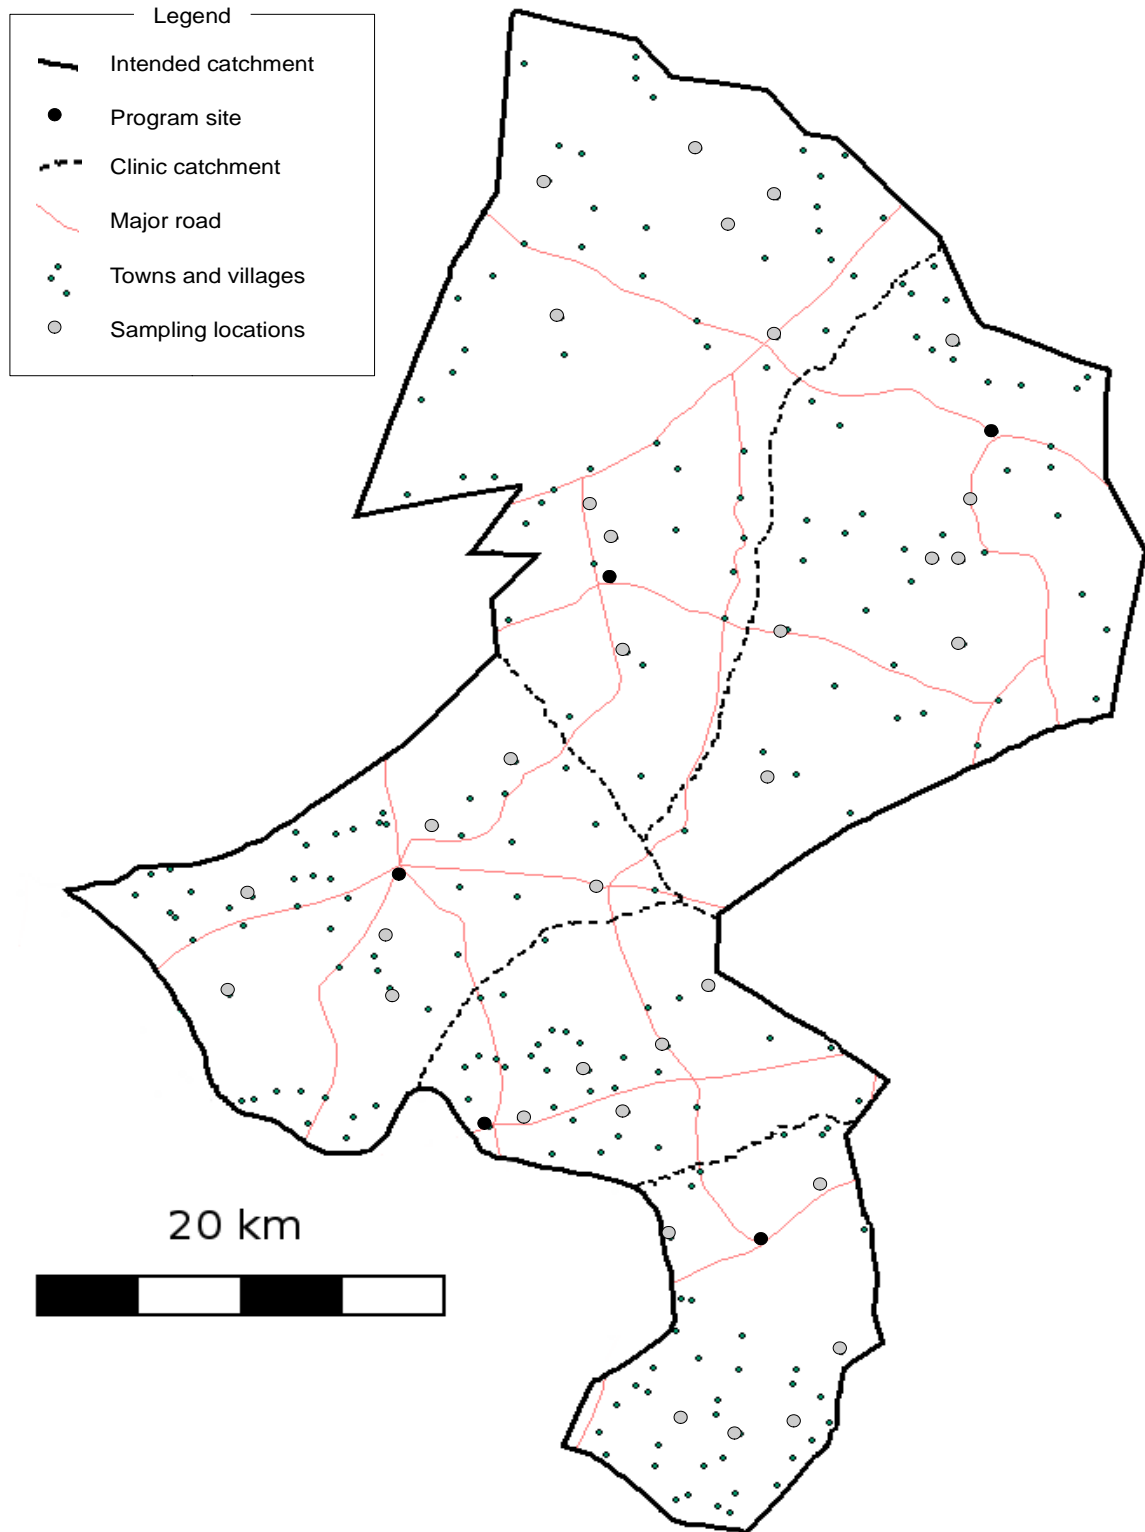 Legend
Intended catchment
Program site
Clinic catchment
Major road
Towns and villages
Sampling locations
20 km